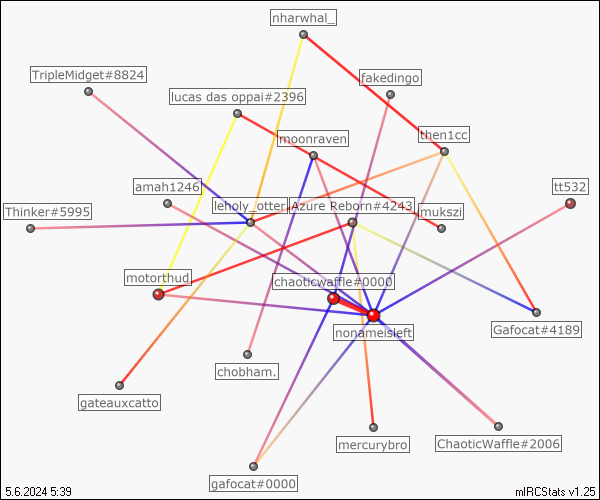 nharwhal_
TripleMidget#8824
fakedingo
lucas das oppai#2396
then1cc
moonraven
amah1246
tt532
Thinker#5995
leholy_otter
Azure Reborn#4243
mukszi
motorthud
chaoticwaffle#0000
nonameisleft
Gafocat#4189
chobham.
gateauxcatto
mercurybro
ChaoticWaffle#2006
gafocat#0000
5.6.2024 5:39
mIRCStats v1.25